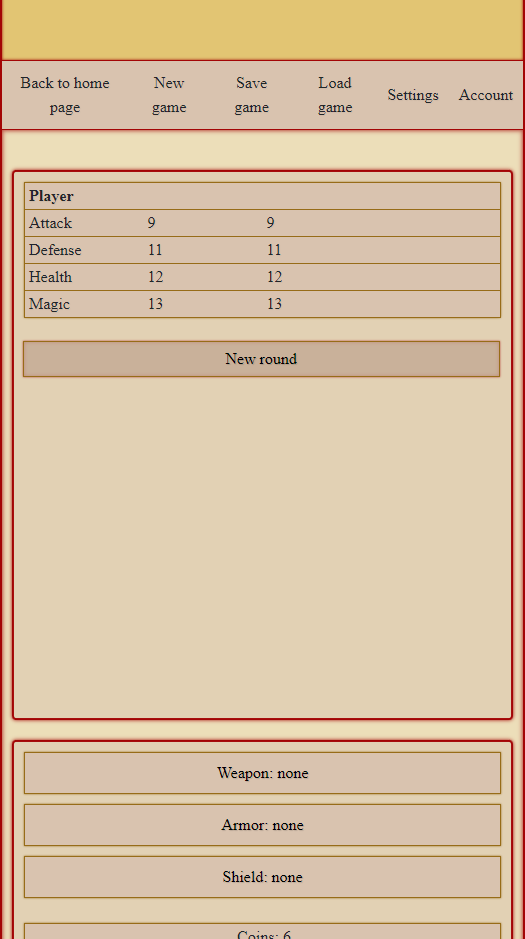 Back to home page
New game
Save game
Load game
Settings
Account
Player
Attack 9 9
Defense 11 11
Health 12 12
Magic 13 13
New round
Weapon: none
Armor: none
Shield: none
Coins: 6